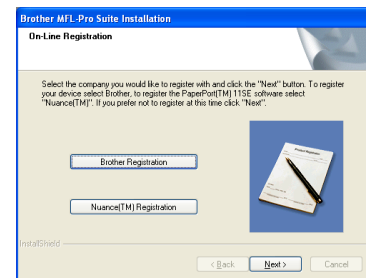 Brother MFL-Pro Suite Installation
On-Line Registration
Select the company you would like to register with and click the "Next" button. To register
your device select Brother, to register the PaperPort(TM) 11SE software select
"Nuance(TM)". If you prefer not to register at this time click "Next".
Product Registration
Brother Registration
Nuance(TM) Registration
InstallShield
< Back Next > Cancel